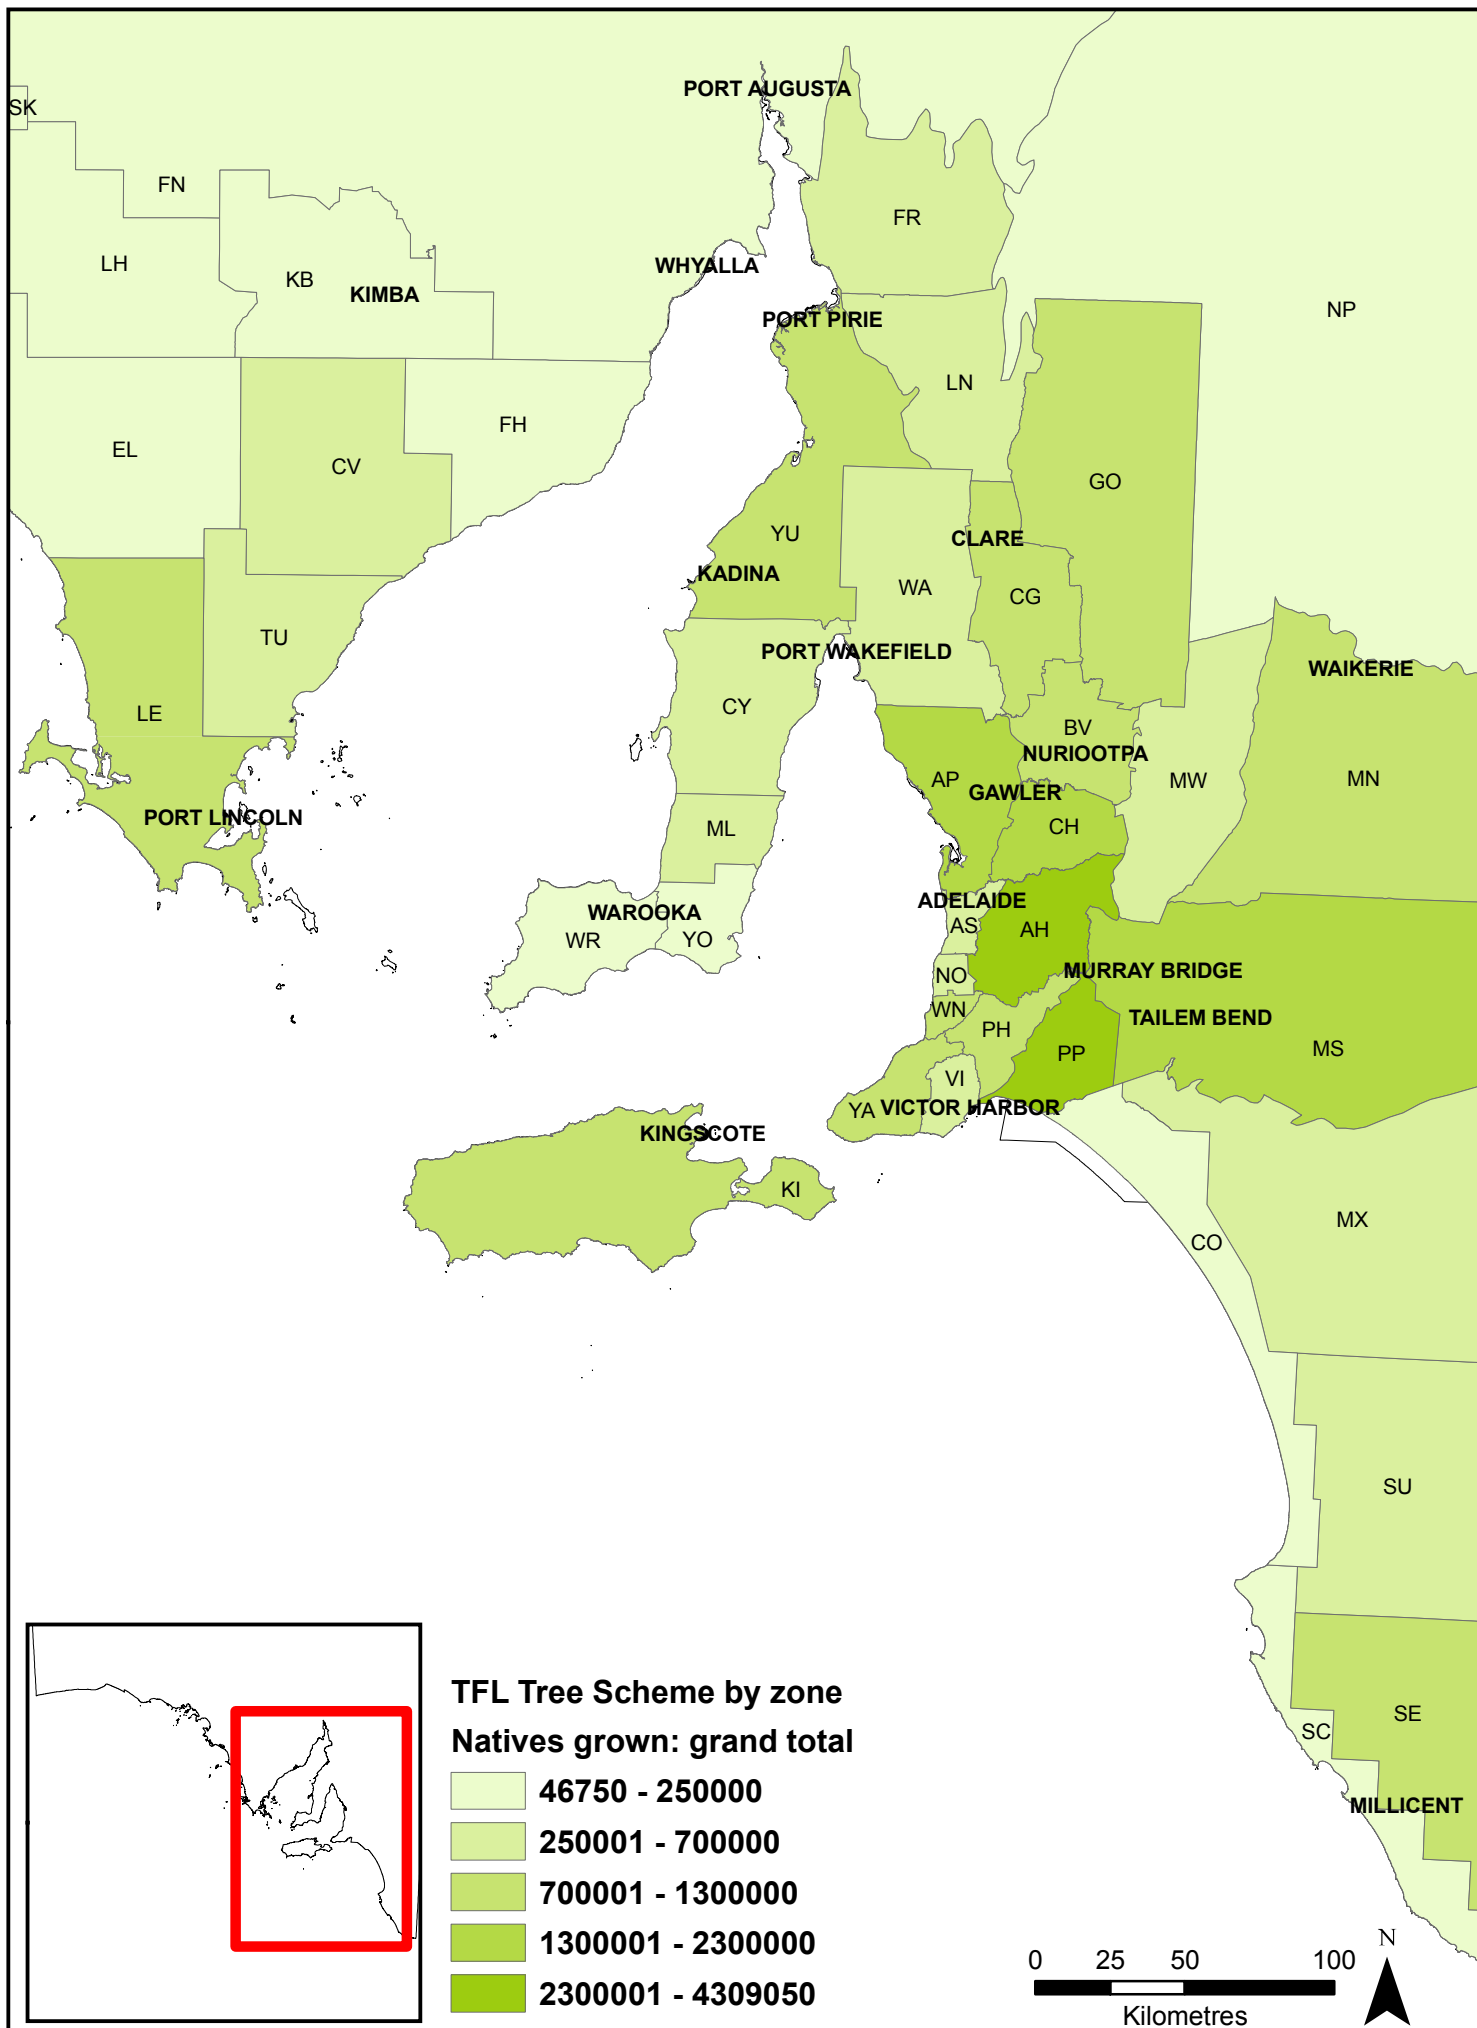 PORT AUGUSTA
SK
FN
FR
LH
KB
WHYALLA
KIMBA
NP
PORT PIRIE
LN
FH
EL
CV
GO
YU
CLARE
KADINA
WA
CG
TU
PORT WAKEFIELD
WAIKERIE
LE
CY
BV
NURIOOTPA
AP
GAWLER
MW
MN
PORT LINCOLN
ML
CH
ADELAIDE
WAROOKA
AS
AH
WR
YO
NO
MURRAY BRIDGE
WN
TAILEM BEND
PH
PP
MS
VI
YA
VICTOR HARBOR
KINGSCOTE
KI
MX
CO
SU
SE
SC
MILLICENT
TFL Tree Scheme by zone
Natives grown: grand total
46750 - 250000
250001 - 700000
700001 - 1300000
1300001 - 2300000
2300001 - 4309050
N
0 25 50 100
Kilometres